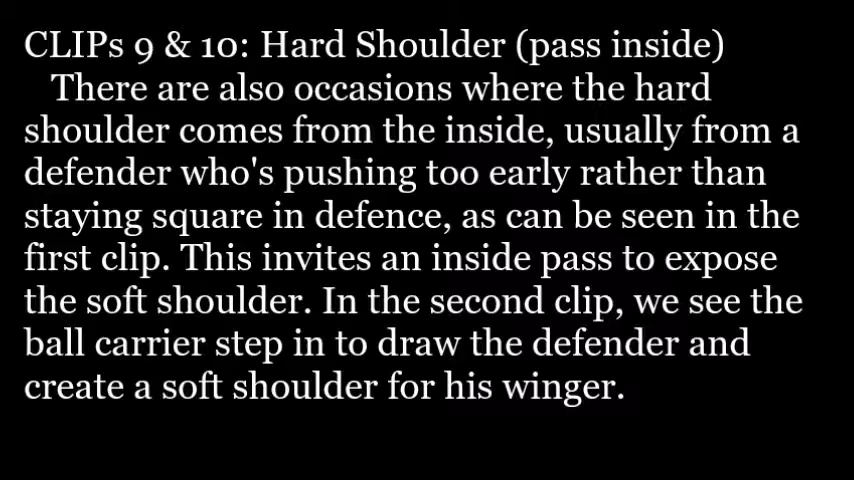 CLIPs 9 & 10: Hard Shoulder (pass inside)
There are also occasions where the hard
shoulder comes from the inside, usually from a
defender who's pushing too early rather than
staying square in defence, as can be seen in the
first clip. This invites an inside pass to expose
the soft shoulder. In the second clip, we see the
ball carrier step in to draw the defender and
create a soft shoulder for his winger.